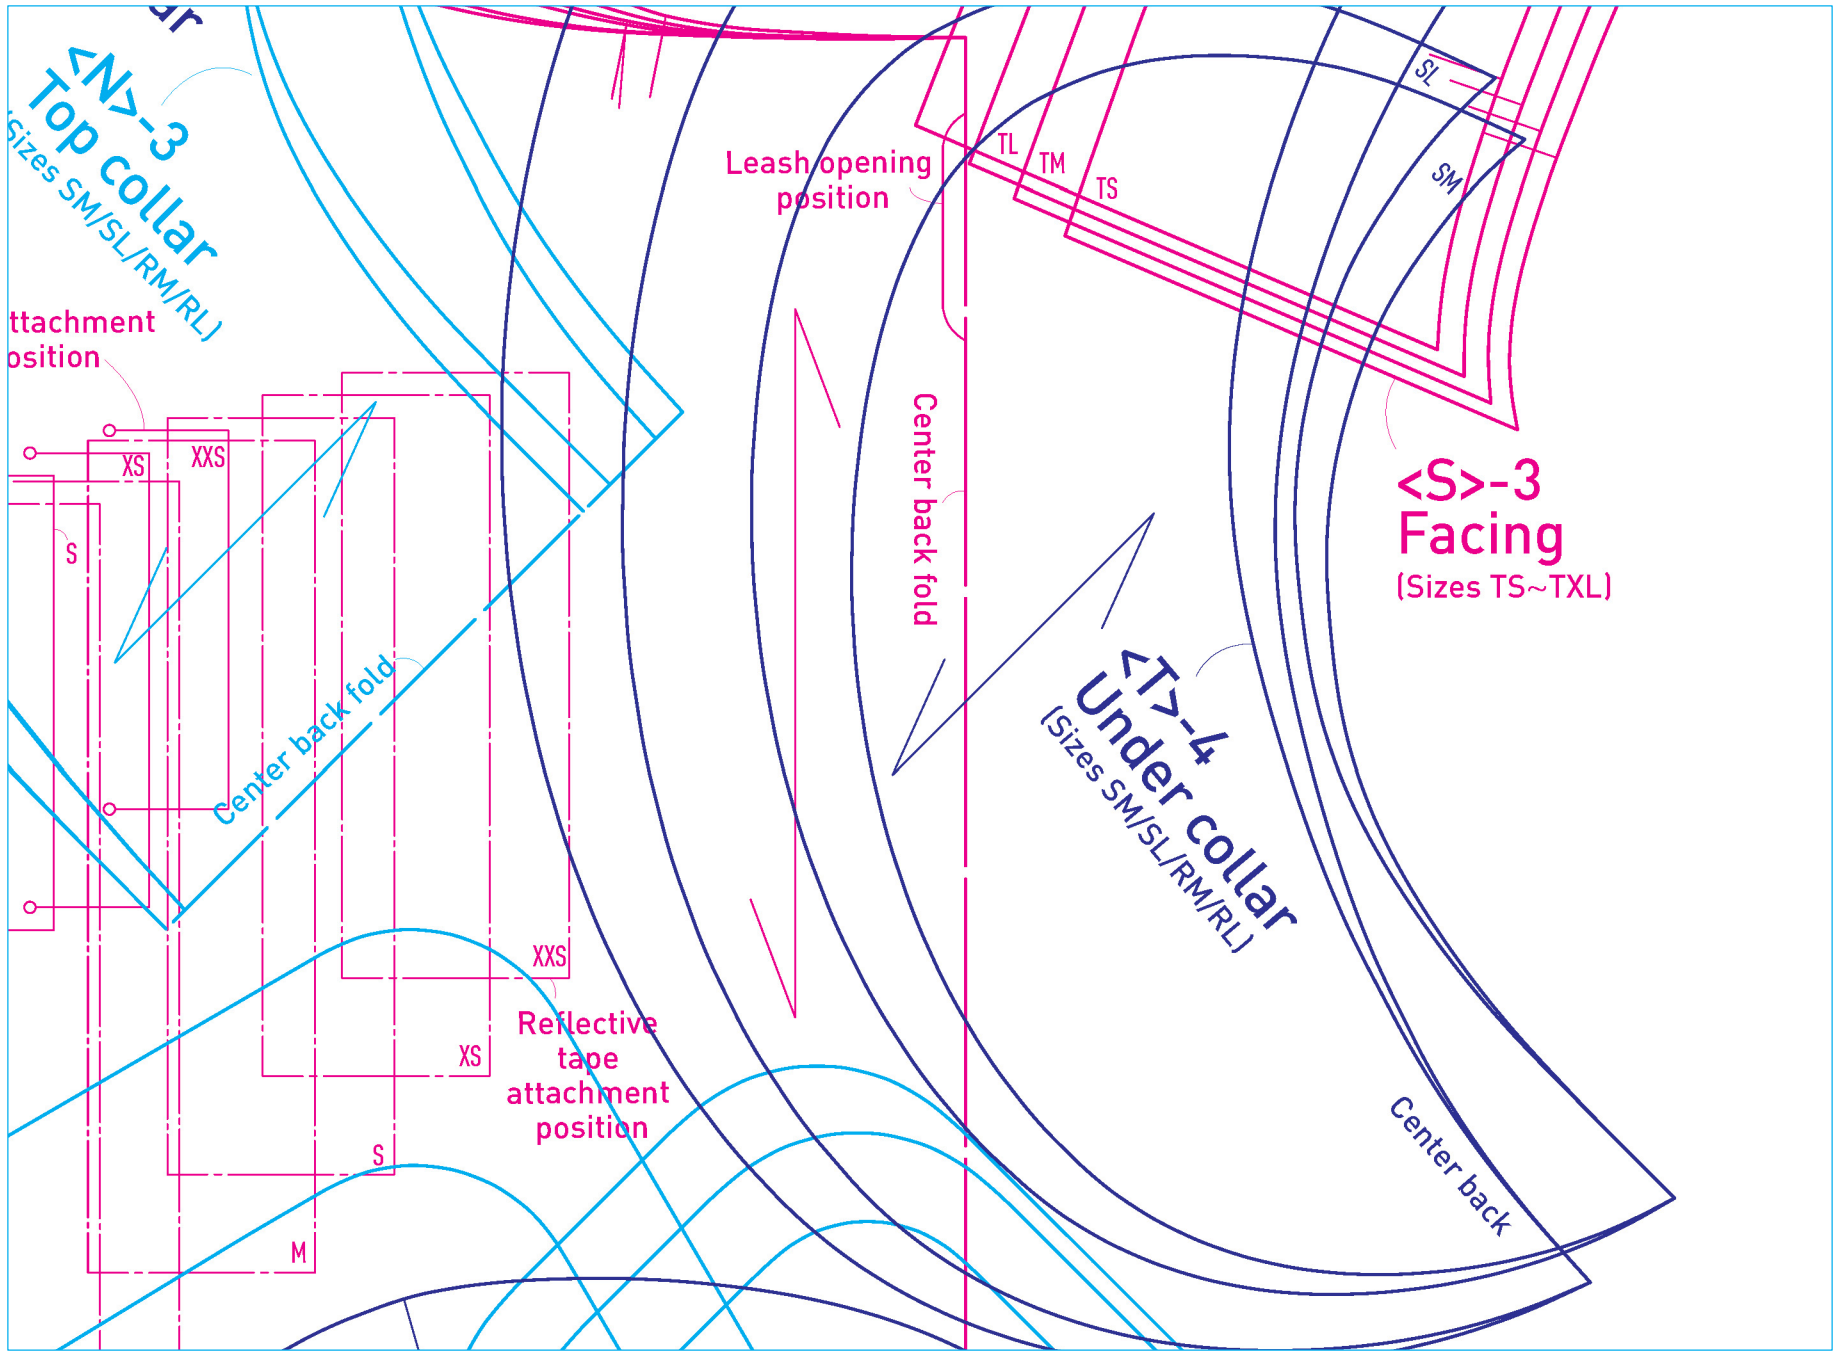 <N>-3
Top collar
(Sizes SM/SL/RM/RL)
SL
SM
Leash opening
position
TL
TM
TS
ttachment
osition
XS
XXS
S
Center back fold
<S>-3
Facing
(Sizes TS~TXL)
Center back fold
<T>-4
Under collar
(Sizes SM/SL/RM/RL)
XXS
Reflective
tape
attachment
position
XS
S
M
Center back